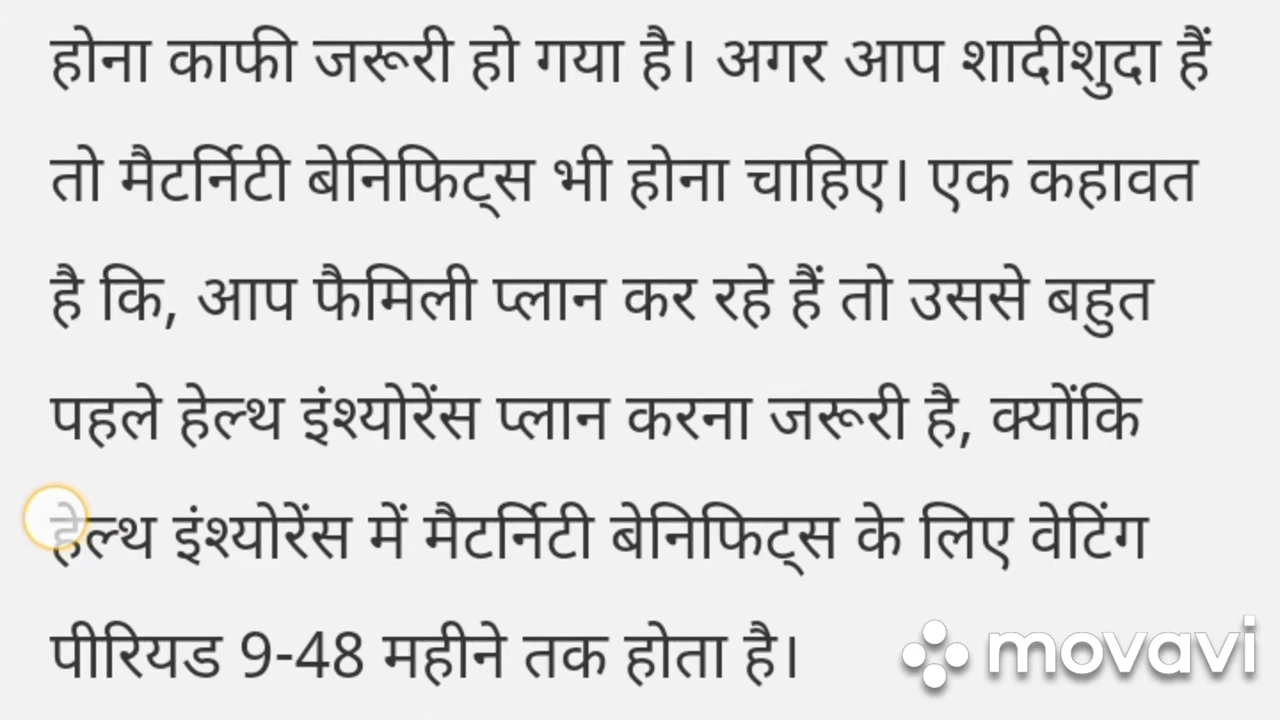 होना काफी जरूरी हो गया है। अगर आप शादीशुदा हैं
तो मैटर्निटी बेनिफिट्स भी होना चाहिए। एक कहावत
है कि, आप फैमिली प्लान कर रहे हैं तो उससे बहुत
पहले हेल्थ इंश्योरेंस प्लान करना जरूरी है, क्योंकि
हेल्थ इंश्योरेंस में मैटर्निटी बेनिफिट्स के लिए वेटिंग
पीरियड 9-48 महीने तक होता है।
movavi